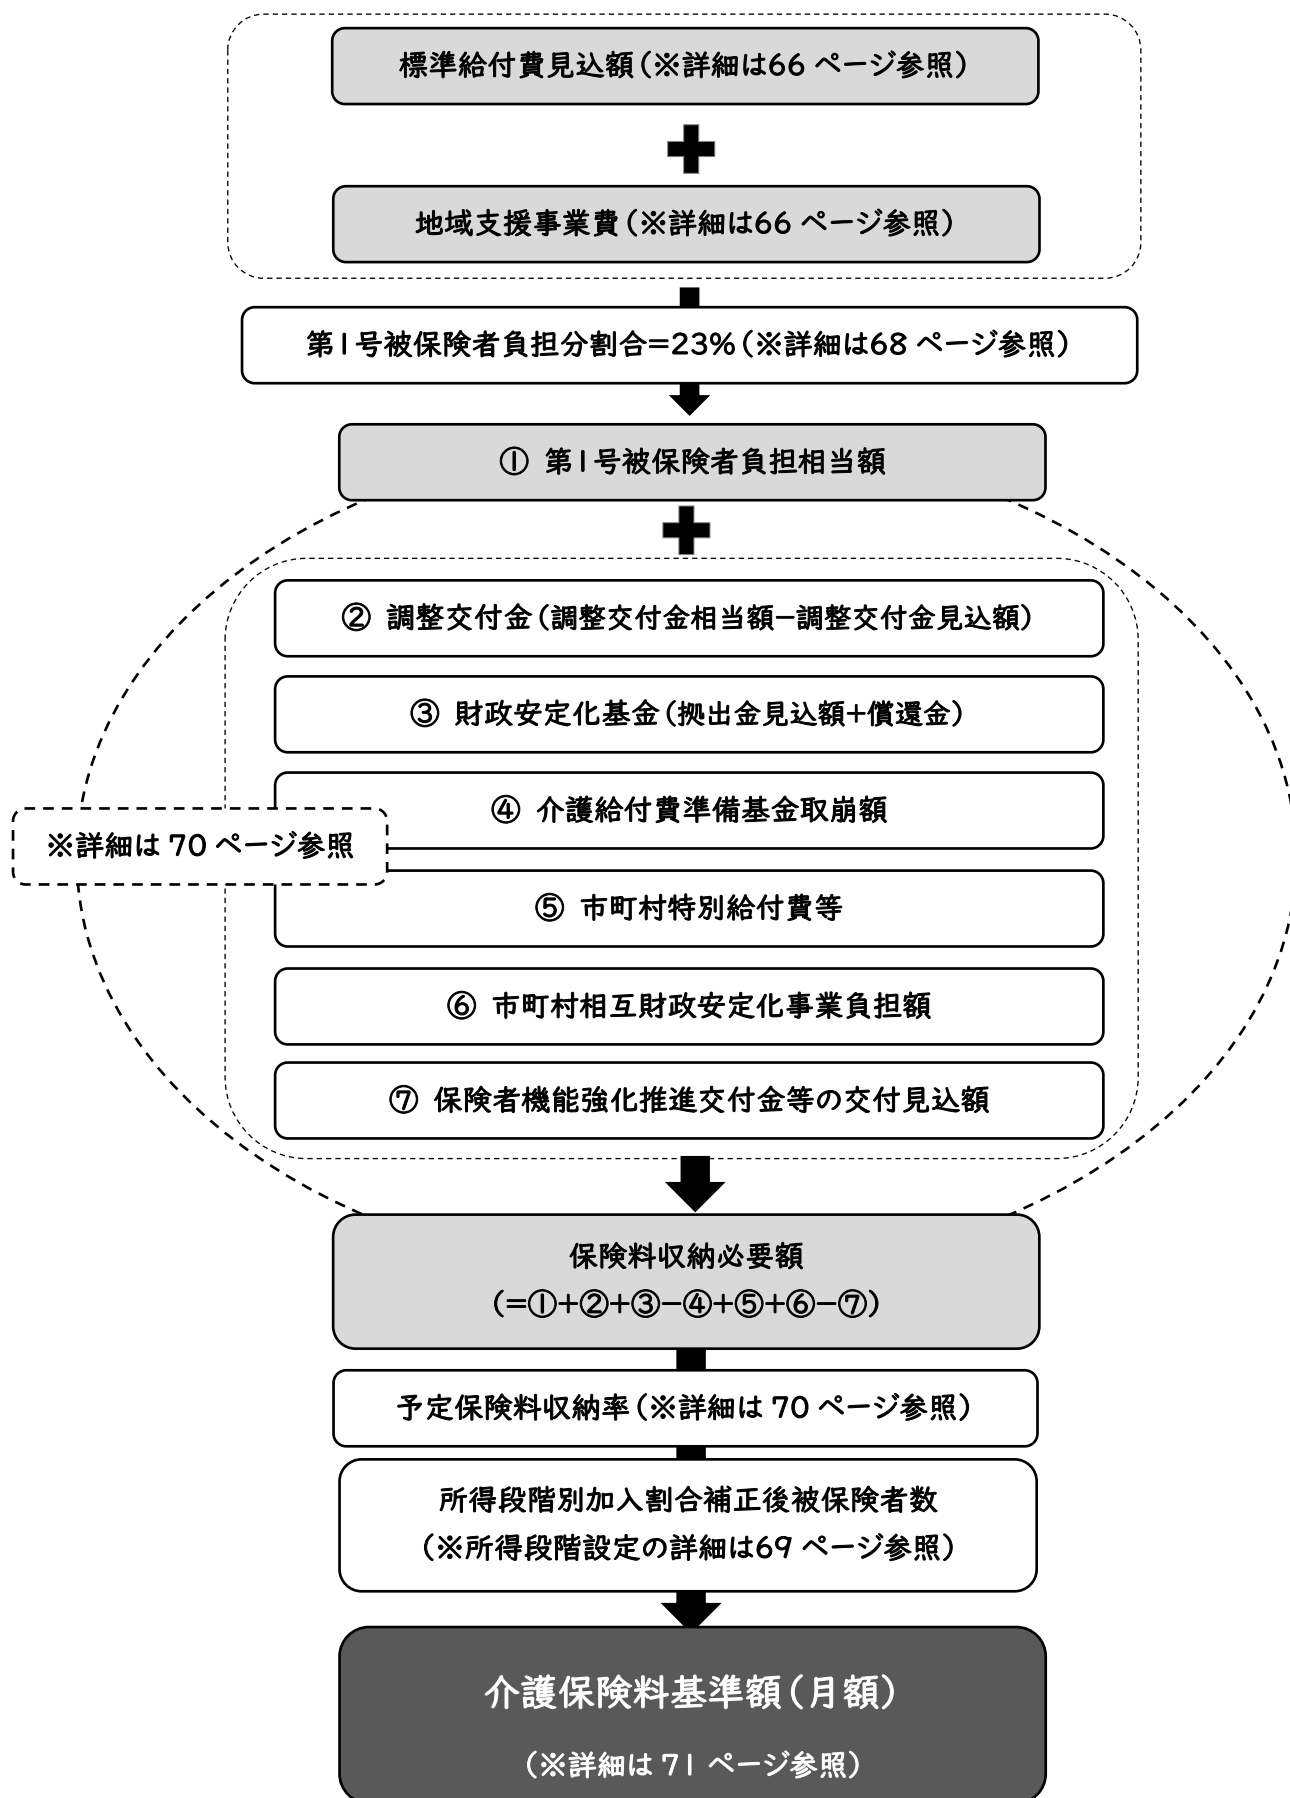 標準給付費見込額(※詳細は66 ページ参照)
地域支援事業費(※詳細は66 ページ参照)
第1号被保険者負担分割合=23%(※詳細は68 ページ参照)
① 第1号被保険者負担相当額
② 調整交付金(調整交付金相当額−調整交付金見込額)
③ 財政安定化基金(拠出金見込額+償還金)
④ 介護給付費準備基金取崩額
※詳細は 70 ページ参照
⑤ 市町村特別給付費等
⑥ 市町村相互財政安定化事業負担額
⑦ 保険者機能強化推進交付金等の交付見込額
保険料収納必要額
(=①+②+③−④+⑤+⑥−⑦)
予定保険料収納率(※詳細は 70 ページ参照)
所得段階別加入割合補正後被保険者数
(※所得段階設定の詳細は69 ページ参照)
介護保険料基準額(月額)
(※詳細は 71 ページ参照)